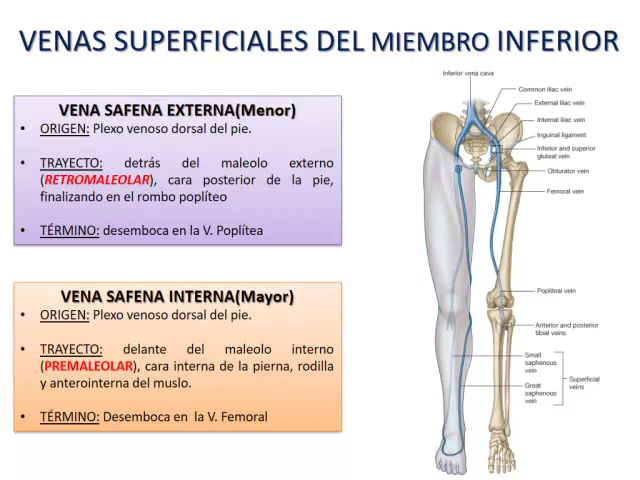 VENAS SUPERFICIALES DEL MIEMBRO INFERIOR
VENA SAFENA EXTERNA(Menor)
• ORIGEN: Plexo venoso dorsal del pie.
• TRAYECTO: detrás del maleolo externo
(RETROMALEOLAR), cara posterior de la pie,
finalizando en el rombo poplíteo
• TÉRMINO: desemboca en la V. Poplítea
VENA SAFENA INTERNA(Mayor)
• ORIGEN: Plexo venoso dorsal del pie.
• TRAYECTO: delante del maleolo interno
(PREMALEOLAR), cara interna de la pierna, rodilla
y anterointerna del muslo.
• TÉRMINO: Desemboca en la V. Femoral
Inferior vena cava
Common iliac vein
External iliac vein
Internal iliac vein
Inguinal ligament
Inferior and superior
gluteal vein
Obturator vein
Femoral vein
Popliteal vein
Anterior and posterior
tibial veins
Small
saphenous
vein
Great
saphenous
vein
Superficial
veins